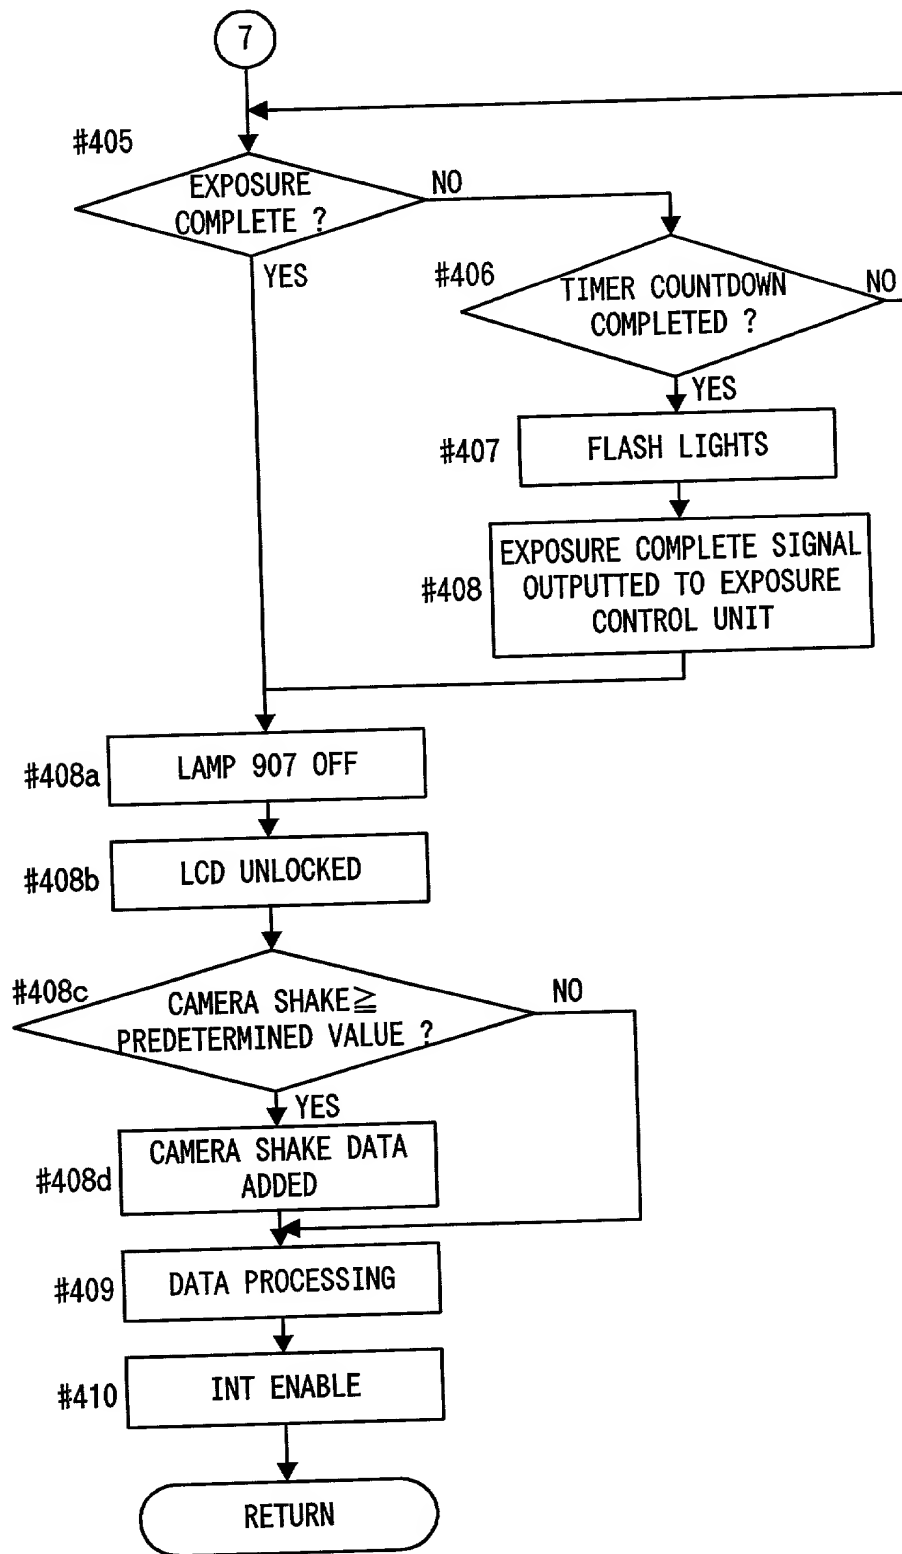 7
#405
EXPOSURE
COMPLETE ?
NO
YES
#406
TIMER COUNTDOWN
COMPLETED ?
NO
YES
#407
FLASH LIGHTS
#408
EXPOSURE COMPLETE SIGNAL
OUTPUTTED TO EXPOSURE
CONTROL UNIT
#408a
LAMP 907 OFF
#408b
LCD UNLOCKED
#408c
CAMERA SHAKE≧
PREDETERMINED VALUE ?
NO
YES
#408d
CAMERA SHAKE DATA
ADDED
#409
DATA PROCESSING
#410
INT ENABLE
RETURN